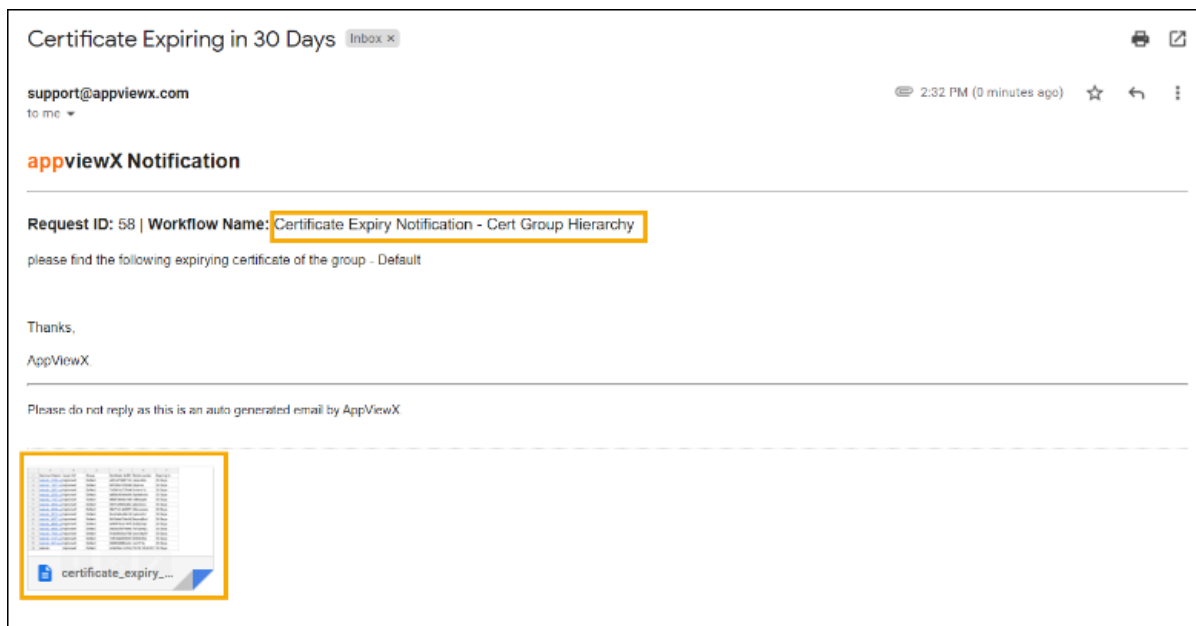 Certificate Expiring in 30 Days Inbox ×
support@appviewx.com 2:32 PM (0 minutes ago)
to me
appviewX Notification
Request ID: 58 | Workflow Name: Certificate Expiry Notification - Cert Group Hierarchy
please find the following expirying certificate of the group - Default
Thanks,
AppViewX.
Please do not reply as this is an auto generated email by AppViewX
certificate_expiry_...